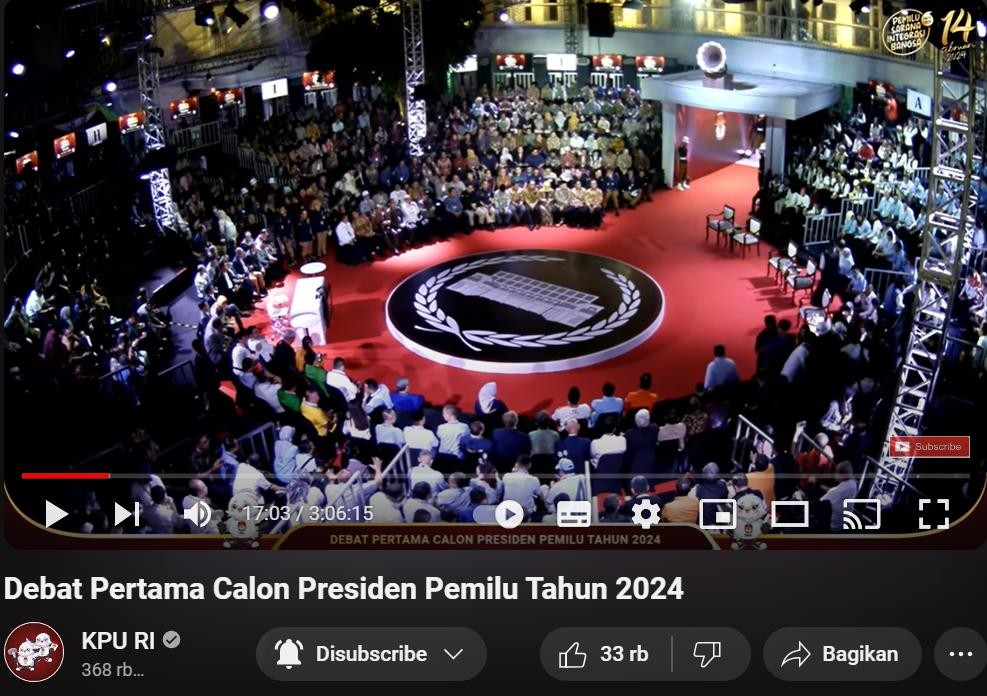 PEMILU
SARANA
INTEGRASI
BANGSA
14
Februari
2024
I
I
H
A
Subscribe
17:03 / 3:06:15
DEBAT PERTAMA CALON PRESIDEN PEMILU TAHUN 2024
Debat Pertama Calon Presiden Pemilu Tahun 2024
KPU RI
368 rb...
Disubscribe
33 rb
Bagikan